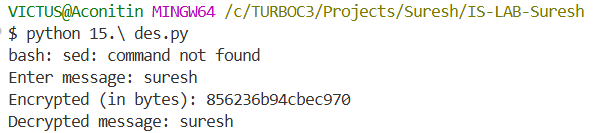 VICTUS@Aconitin MINGW64 /c/TURBOC3/Projects/Suresh/IS-LAB-Suresh
$ python 15.\ des.py
bash: sed: command not found
Enter message: suresh
Encrypted (in bytes): 856236b94cbec970
Decrypted message: suresh